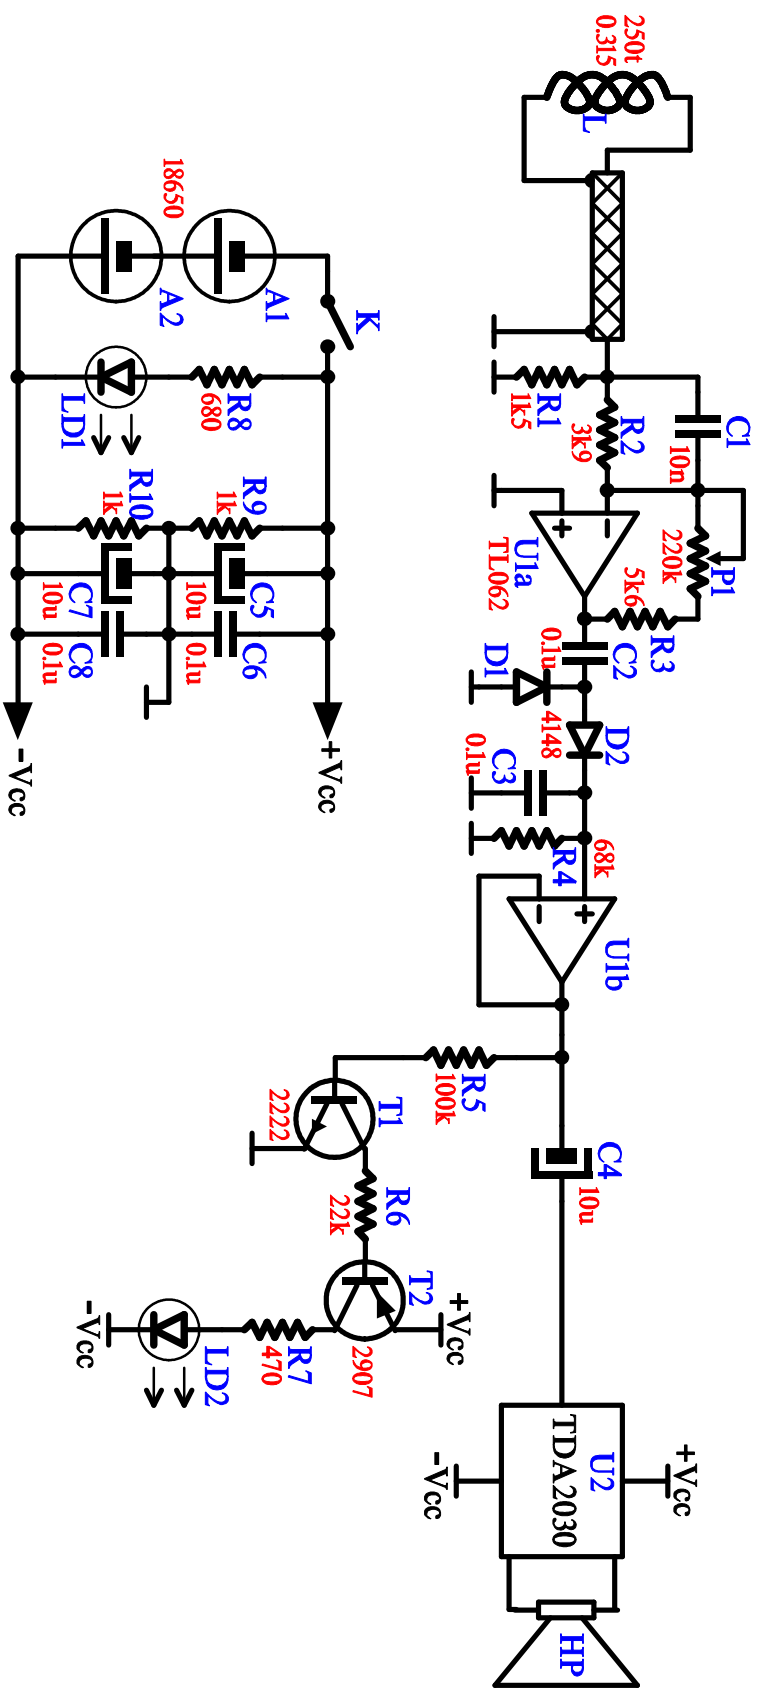 250t
0.315
L
C1
10n
R2
3k9
R1
1k5
P1
220k
R3
5k6
U1a
TL062
C2
0.1u
D1
D2
4148
C3
0.1u
68k
R4
U1b
R5
100k
C4
10u
T1
2222
R6
22k
T2
2907
+Vcc
R7
470
LD2
-Vcc
+Vcc
U2
TDA2030
-Vcc
HP
18650
A1
A2
K
R8
680
LD1
R9
1k
R10
1k
C5
10u
C7
10u
C6
0.1u
C8
0.1u
+Vcc
-Vcc